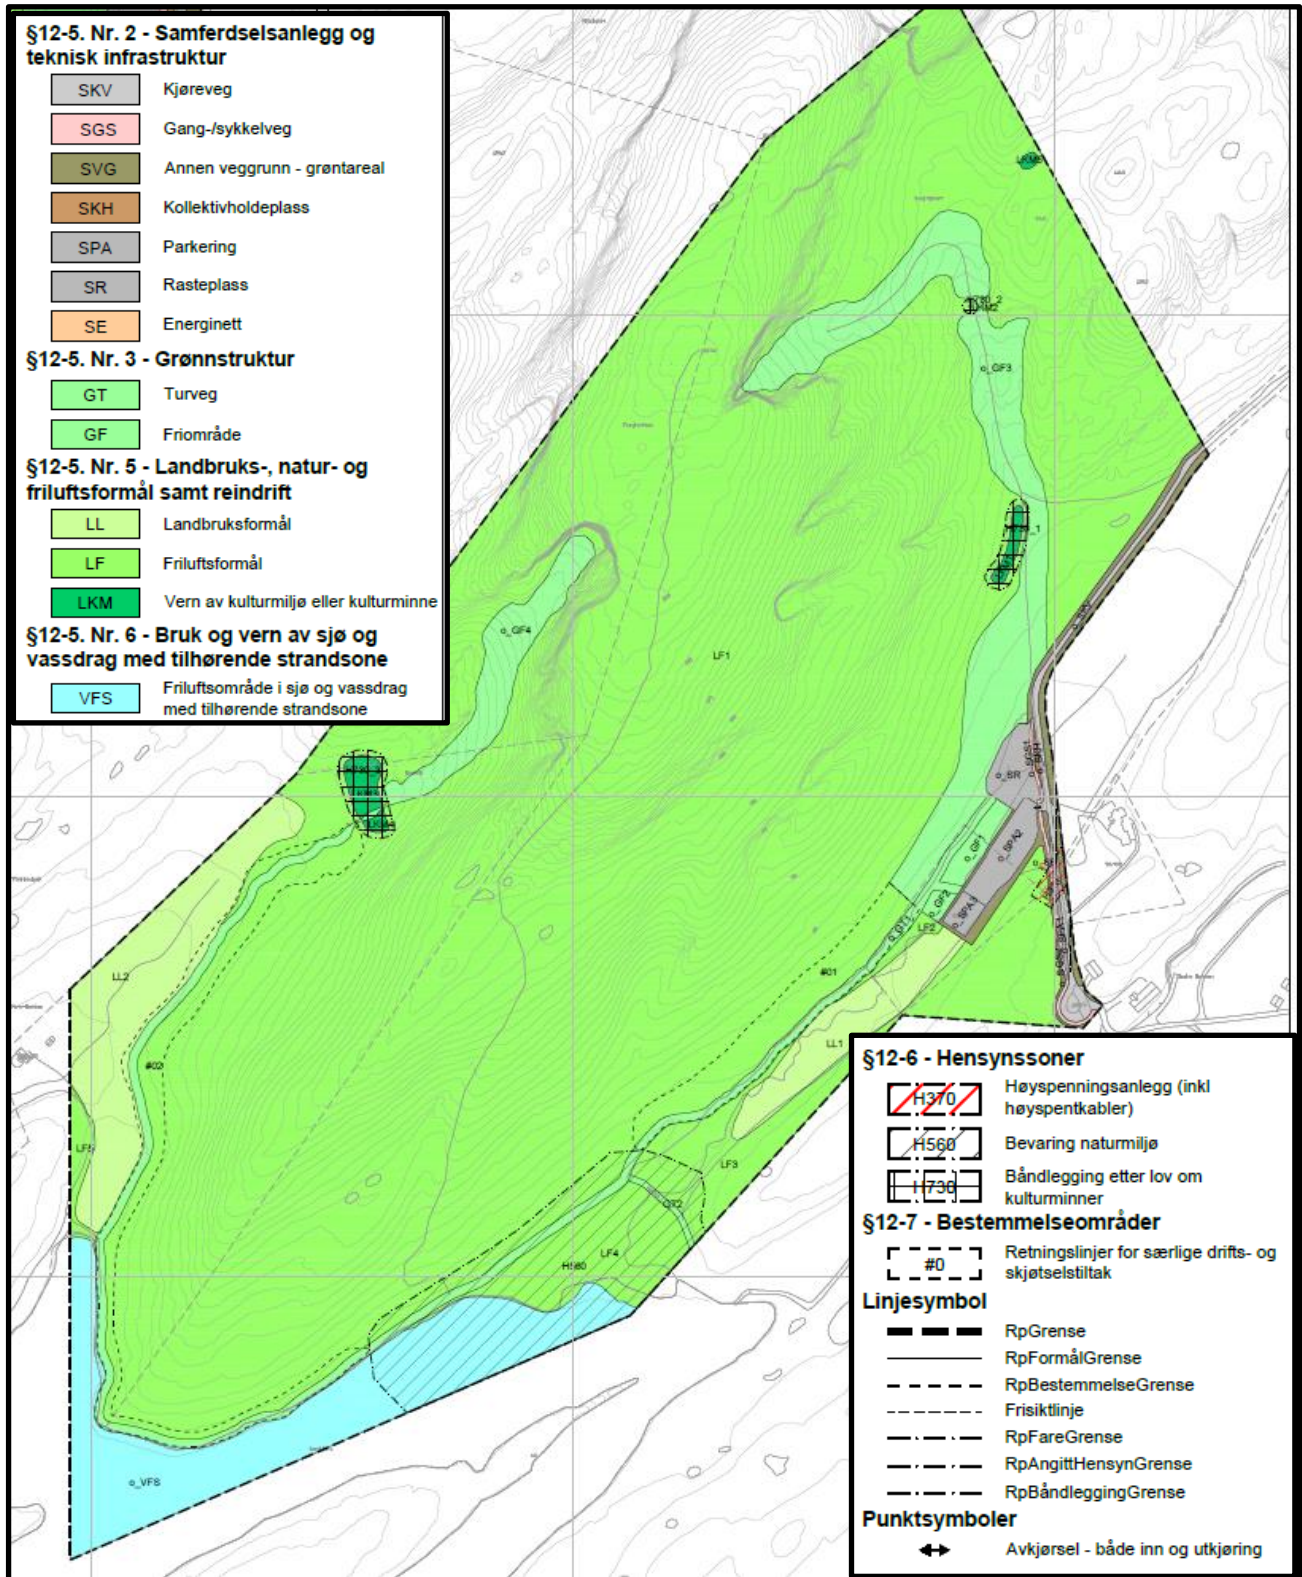 §12-5. Nr. 2 - Samferdselsanlegg og
teknisk infrastruktur
SKV Kjøreveg
SGS Gang-/sykkelveg
SVG Annen veggrunn - grøntareal
SKH Kollektivholdeplass
SPA Parkering
SR Rasteplass
SE Energinett
§12-5. Nr. 3 - Grønnstruktur
GT Turveg
GF Friområde
§12-5. Nr. 5 - Landbruks-, natur- og
friluftsformål samt reindrift
LL Landbruksformål
LF Friluftsformål
LKM Vern av kulturmiljø eller kulturminne
§12-5. Nr. 6 - Bruk og vern av sjø og
vassdrag med tilhørende strandsone
VFS Friluftsområde i sjø og vassdrag
med tilhørende strandsone
o_GF3
o_GF4
LF1
o_SR
o_GF1
o_SPA2
o_GF2
o_SPA1
o_GT1
LF2
#01
LL2
LL1
#02
LF5
LF3
GT2
LF4
H560
o_VFS
§12-6 - Hensynssoner
H370 Høyspenningsanlegg (inkl
høyspentkabler)
H560 Bevaring naturmiljø
H730 Båndlegging etter lov om
kulturminner
§12-7 - Bestemmelseområder
#0 Retningslinjer for særlige drifts- og
skjøtselstiltak
Linjesymbol
RpGrense
RpFormålGrense
RpBestemmelseGrense
Frisiktlinje
RpFareGrense
RpAngittHensynGrense
RpBåndleggingGrense
Punktsymboler
Avkjørsel - både inn og utkjøring